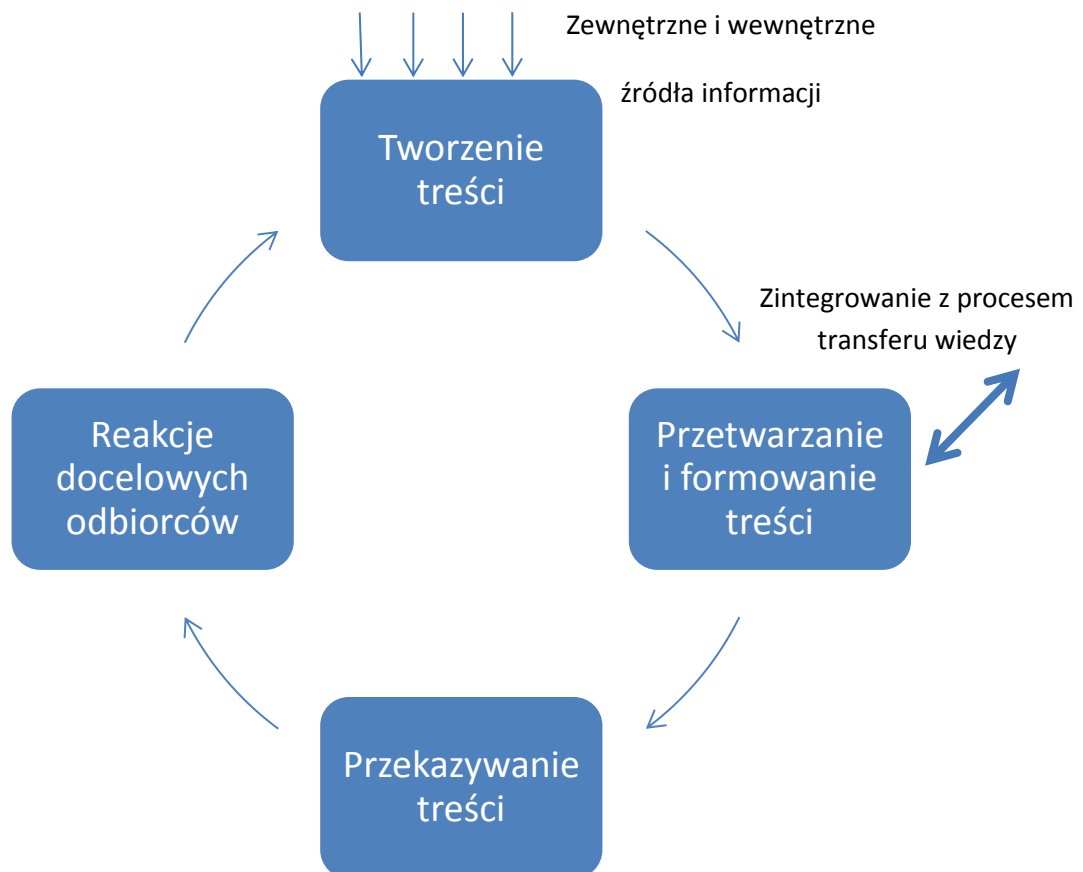 Zewnętrzne i wewnętrzne
źródła informacji
Tworzenie
treści
Zintegrowanie z procesem
transferu wiedzy
Przetwarzanie
i formowanie
treści
Przekazywanie
treści
Reakcje
docelowych
odbiorców